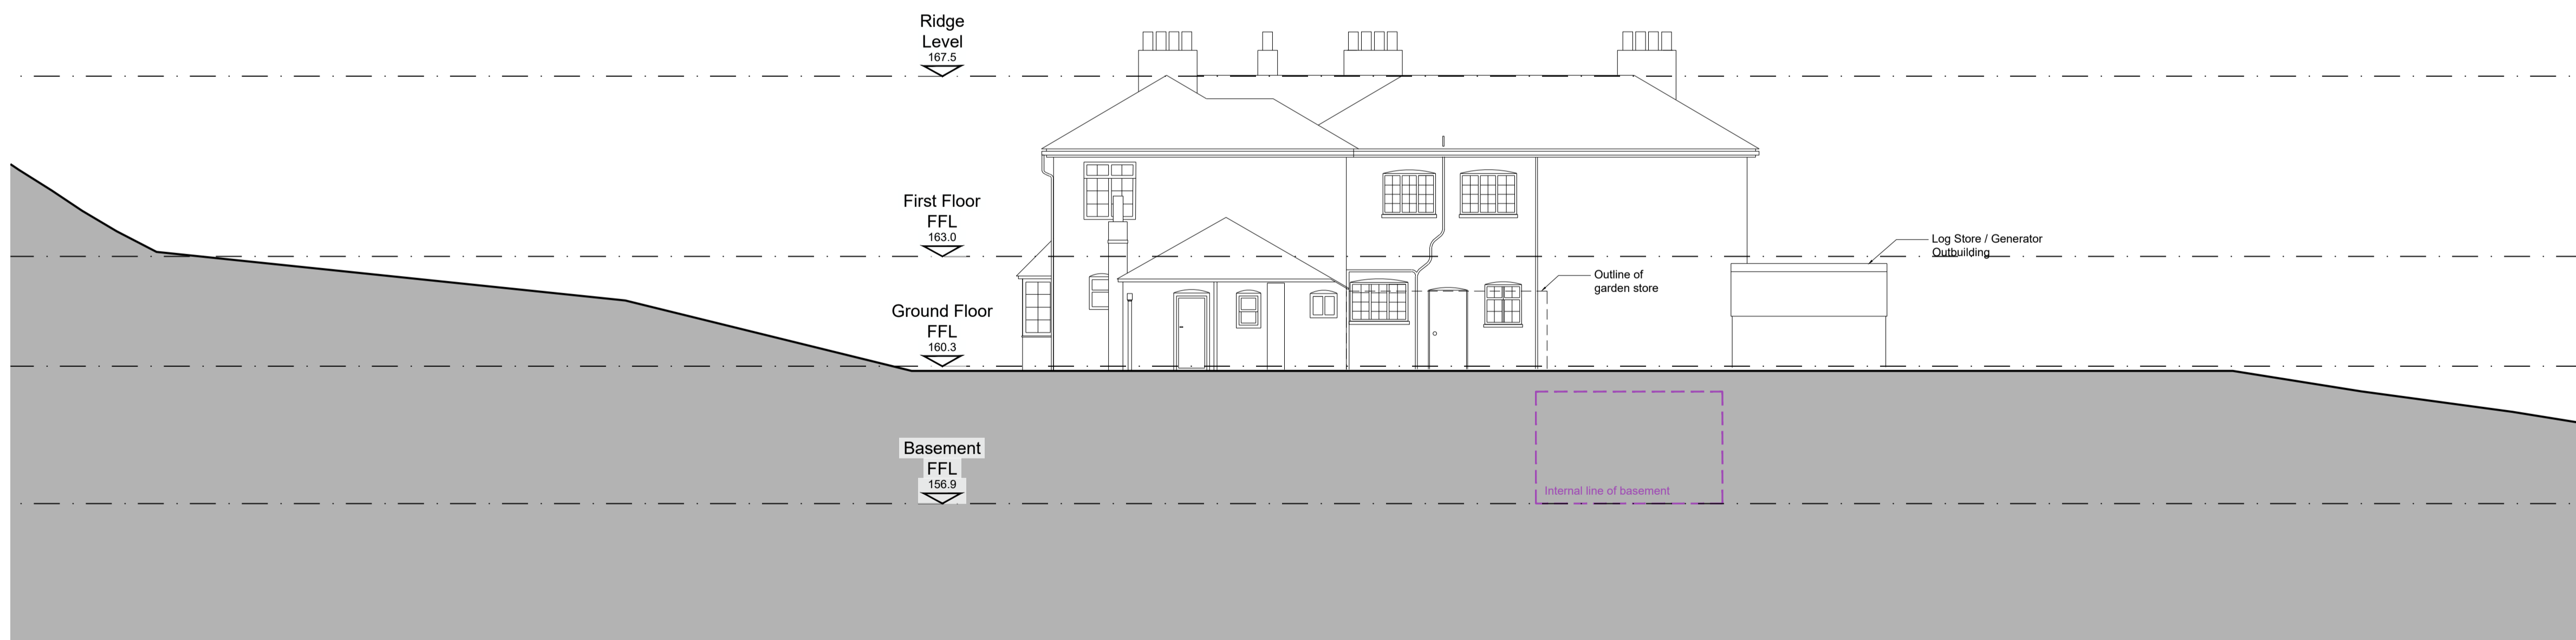 Ridge
Level
167.5
First Floor
FFL
163.0
Log Store / Generator
Outbuilding
Outline of
garden store
Ground Floor
FFL
160.3
Basement
FFL
156.9
Internal line of basement